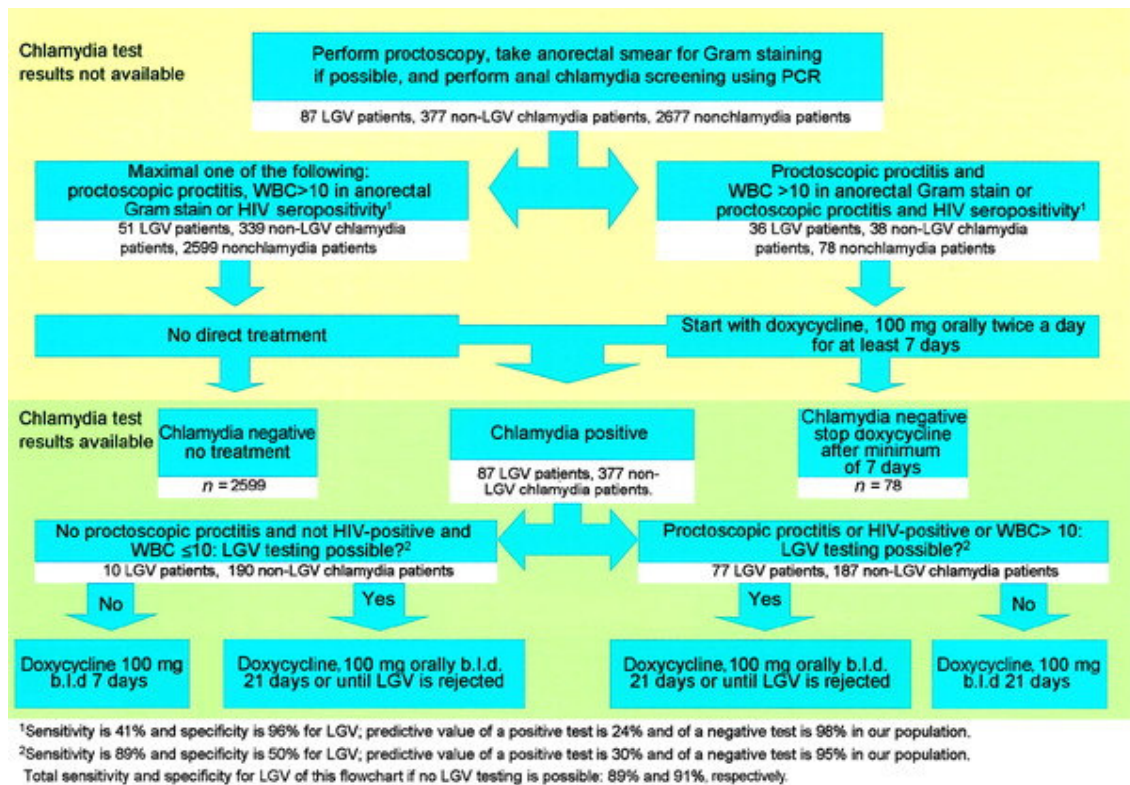 Chlamydia test
results not available
Perform proctoscopy, take anorectal smear for Gram staining
if possible, and perform anal chlamydia screening using PCR
87 LGV patients, 377 non-LGV chlamydia patients, 2677 nonchlamydia patients
Maximal one of the following:
proctoscopic proctitis, WBC>10 in anorectal
Gram stain or HIV seropositivity¹
51 LGV patients, 339 non-LGV chlamydia
patients, 2599 nonchlamydia patients
Proctoscopic proctitis and
WBC >10 in anorectal Gram stain or
proctoscopic proctitis and HIV seropositivity¹
36 LGV patients, 38 non-LGV chlamydia
patients, 78 nonchlamydia patients
No direct treatment
Start with doxycycline, 100 mg orally twice a day
for at least 7 days
Chlamydia test
results available
Chlamydia negative
no treatment
n = 2599
Chlamydia positive
87 LGV patients, 377 non-
LGV chlamydia patients.
Chlamydia negative
stop doxycycline
after minimum
of 7 days
n = 78
No proctoscopic proctitis and not HIV-positive and
WBC ≤10: LGV testing possible?²
10 LGV patients, 190 non-LGV chlamydia patients
Proctoscopic proctitis or HIV-positive or WBC> 10:
LGV testing possible?²
77 LGV patients, 187 non-LGV chlamydia patients
No
Yes
Yes
No
Doxycycline 100 mg
b.I.d 7 days
Doxycycline, 100 mg orally b.I.d.
21 days or until LGV is rejected
Doxycycline, 100 mg orally b.I.d.
21 days or until LGV is rejected
Doxycycline, 100 mg
b.I.d 21 days
¹Sensitivity is 41% and specificity is 96% for LGV; predictive value of a positive test is 24% and of a negative test is 98% in our population.
²Sensitivity is 89% and specificity is 50% for LGV; predictive value of a positive test is 30% and of a negative test is 95% in our population.
Total sensitivity and specificity for LGV of this flowchart if no LGV testing is possible: 89% and 91%, respectively.